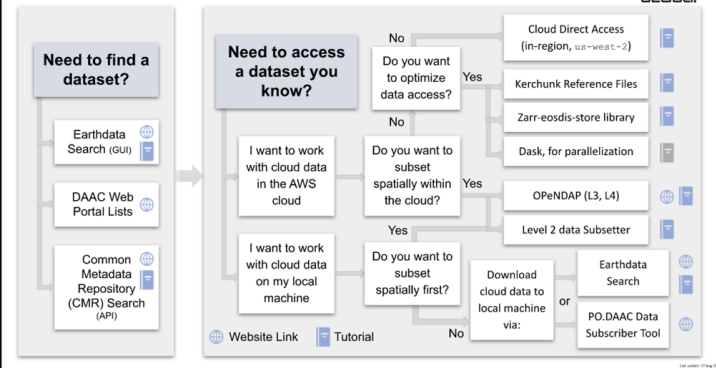 Need to find a
dataset?
Earthdata
Search (GUI)
DAAC Web
Portal Lists
Common
Metadata
Repository
(CMR) Search
(API)
Need to access
a dataset you
know?
I want to work
with cloud data
in the AWS
cloud
I want to work
with cloud data
on my local
machine
No
Do you want
to optimize
data access?
Yes
No
Do you want to
subset
spatially within
the cloud?
Yes
Yes
Do you want to
subset
spatially first?
No
Cloud Direct Access
(in-region, us-west-2)
Kerchunk Reference Files
Zarr-eosdis-store library
Dask, for parallelization
OPeNDAP (L3, L4)
Level 2 data Subsetter
Download
cloud data to
local machine
via:
Earthdata
Search
or
PO.DAAC Data
Subscriber Tool
Website Link
Tutorial